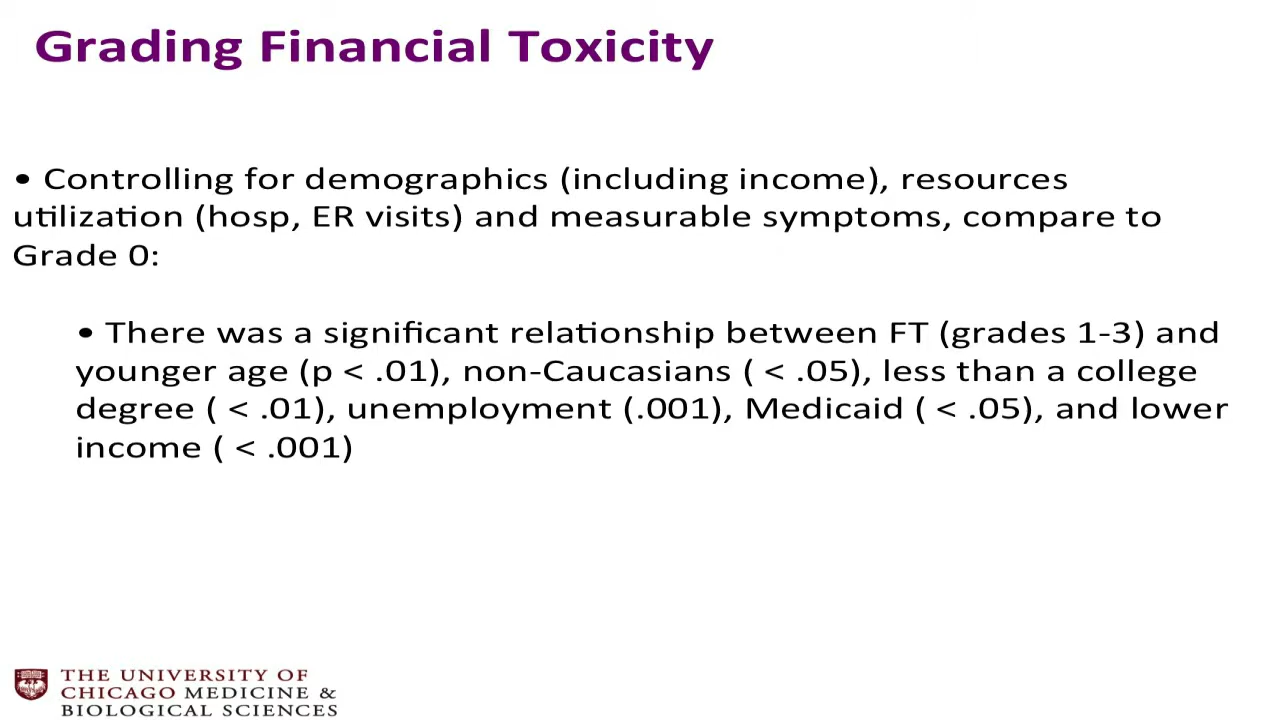 Grading Financial Toxicity
• Controlling for demographics (including income), resources
utilization (hosp, ER visits) and measurable symptoms, compare to
Grade 0:
• There was a significant relationship between FT (grades 1-3) and
younger age (p < .01), non-Caucasians ( < .05), less than a college
degree ( < .01), unemployment (.001), Medicaid ( < .05), and lower
income ( < .001)
THE UNIVERSITY OF
CHICAGO MEDICINE &
BIOLOGICAL SCIENCES